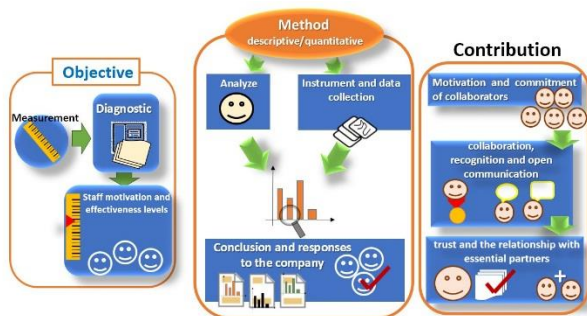 Objective
Measurement
Diagnostic
Staff motivation and
effectiveness levels
Method
descriptive/quantitative
Analyze
Instrument and data
collection
Conclusion and responses
to the company
Contribution
Motivation and commitment
of collaborators
collaboration,
recognition and open
communication
trust and the relationship with
essential partners